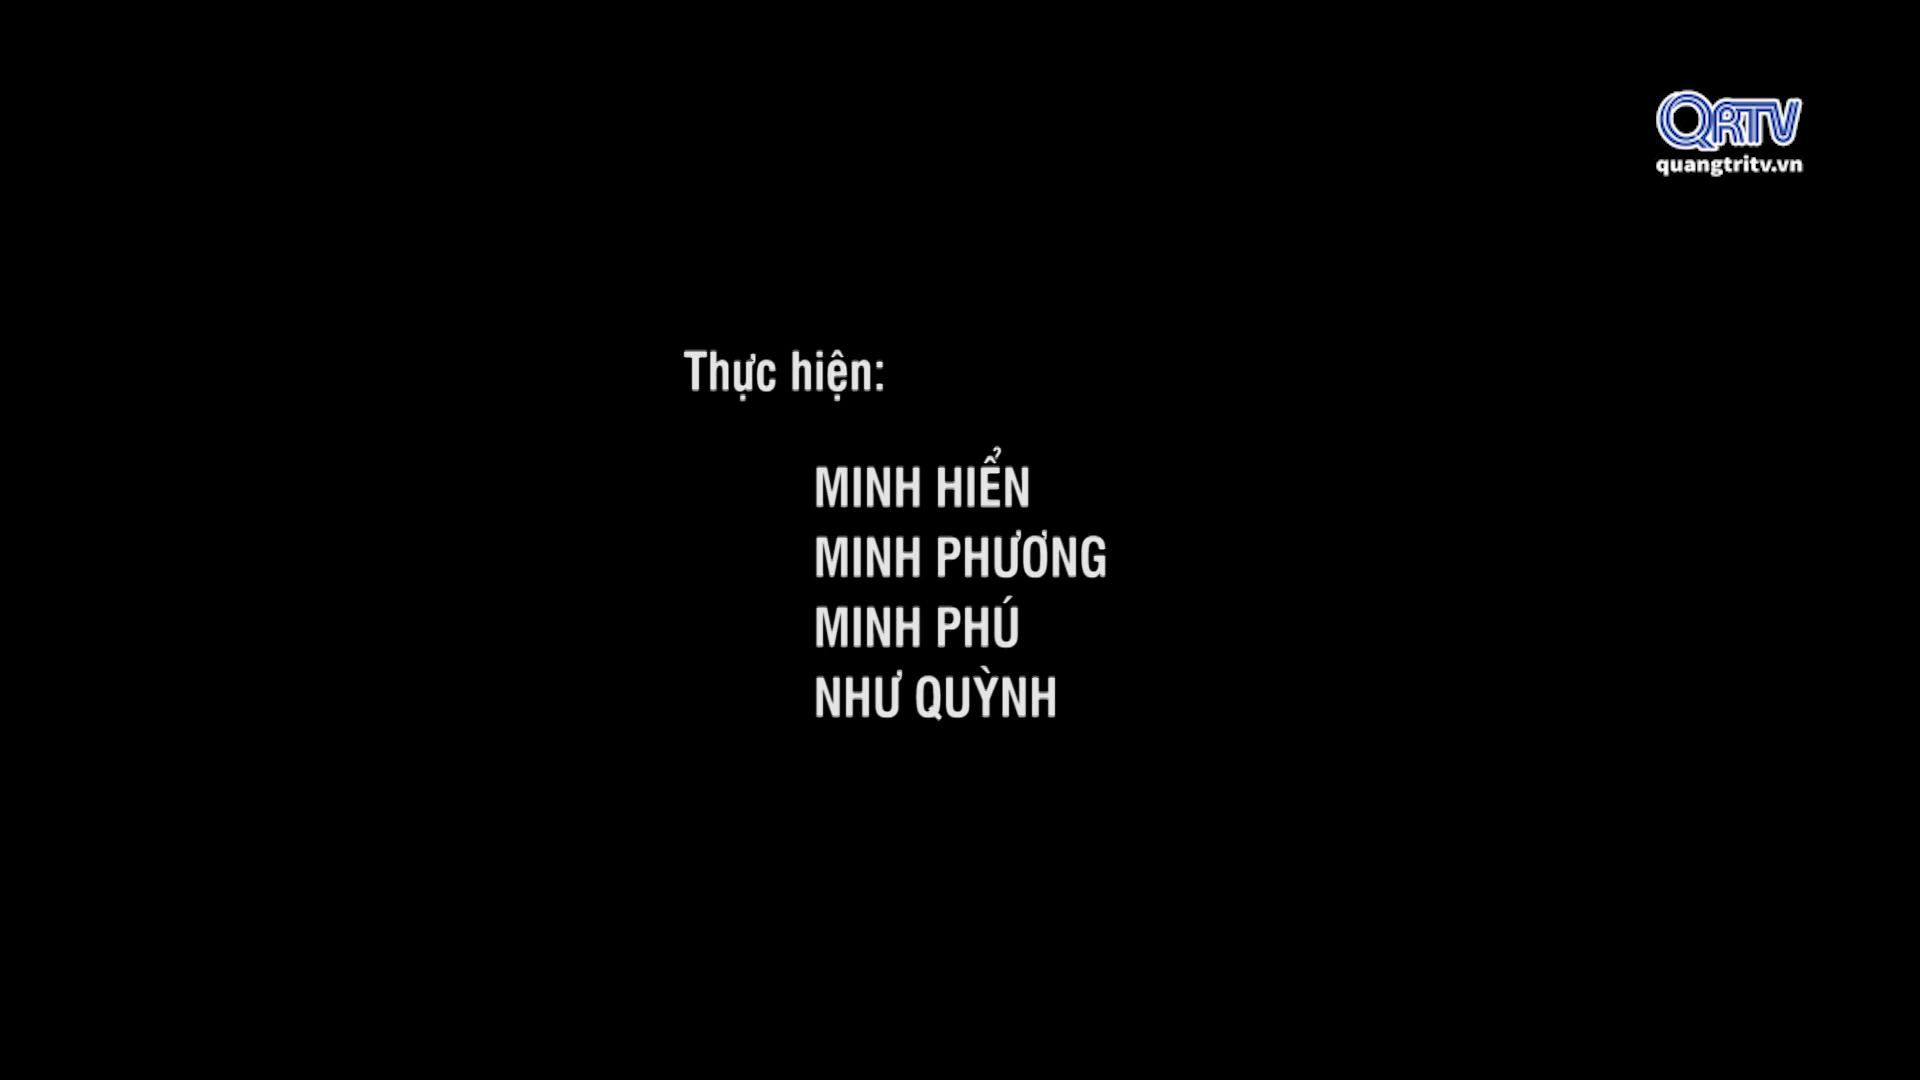 QRTV
quangtritv.vn
Thực hiện:
MINH HIỂN
MINH PHƯƠNG
MINH PHÚ
NHƯ QUỲNH